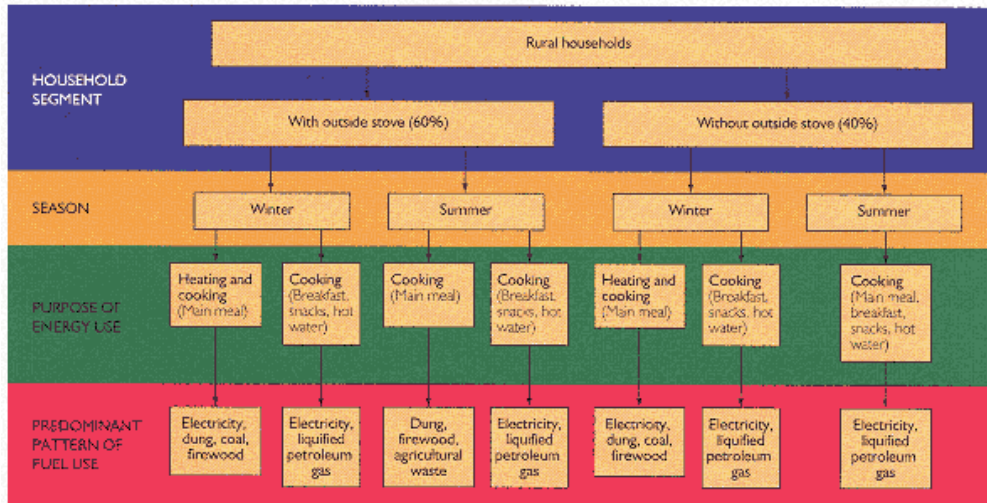 Rural households
HOUSEHOLD
SEGMENT
With outside stove (60%)
Without outside stove (40%)
SEASON
Winter
Summer
Winter
Summer
PURPOSE OF
ENERGY USE
Heating and
cooking
(Main meal)
Cooking
(Breakfast,
snacks, hot
water)
Cooking
(Main meal)
Cooking
(Breakfast,
snacks, hot
water)
Heating and
cooking
(Main meal)
Cooking
(Breakfast,
snacks, hot
water)
Cooking
(Main meal,
breakfast,
snacks, hot
water)
PREDOMINANT
PATTERN OF
FUEL USE
Electricity,
dung, coal,
firewood
Electricity,
liquified
petroleum
gas
Dung,
firewood,
agricultural
waste
Electricity,
liquified
petroleum
gas
Electricity,
dung, coal,
firewood
Electricity,
liquified
petroleum
gas
Electricity,
liquified
petroleum
gas